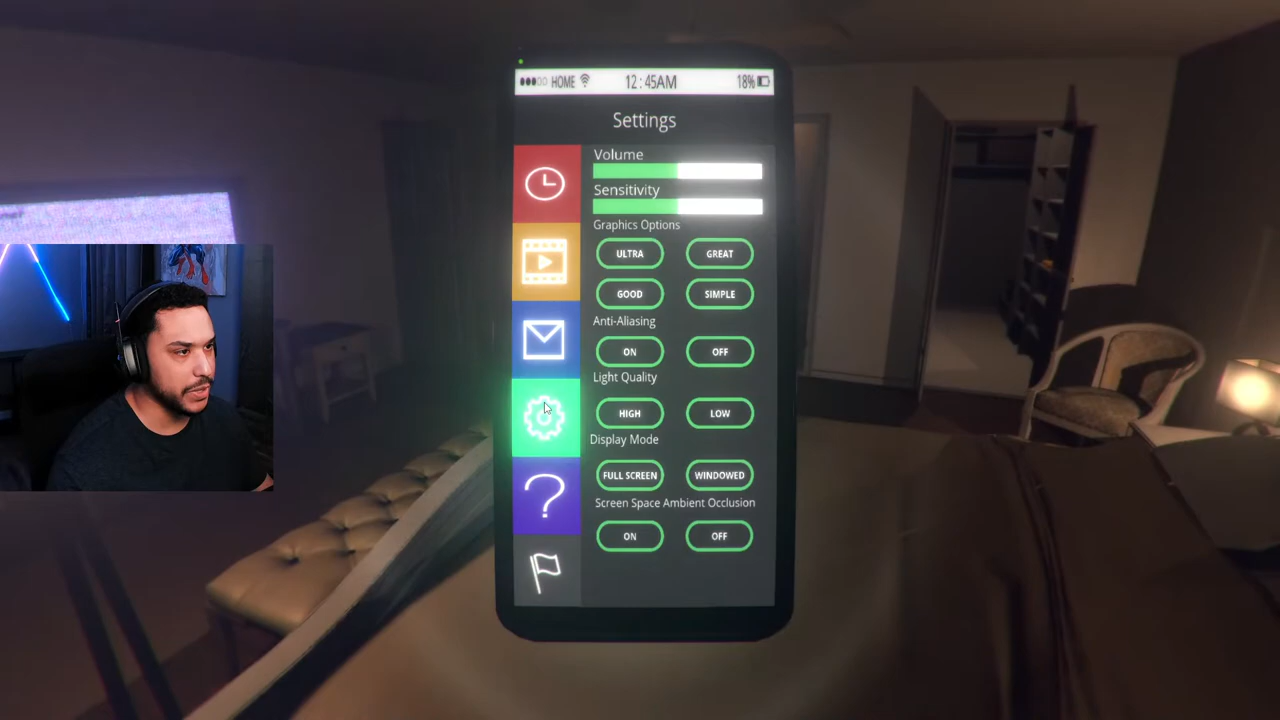 HOME 12:45AM 18%
Settings
Volume
Sensitivity
Graphics Options
ULTRA GREAT
GOOD SIMPLE
Anti-Aliasing
ON OFF
Light Quality
HIGH LOW
Display Mode
FULL SCREEN WINDOWED
Screen Space Ambient Occlusion
ON OFF